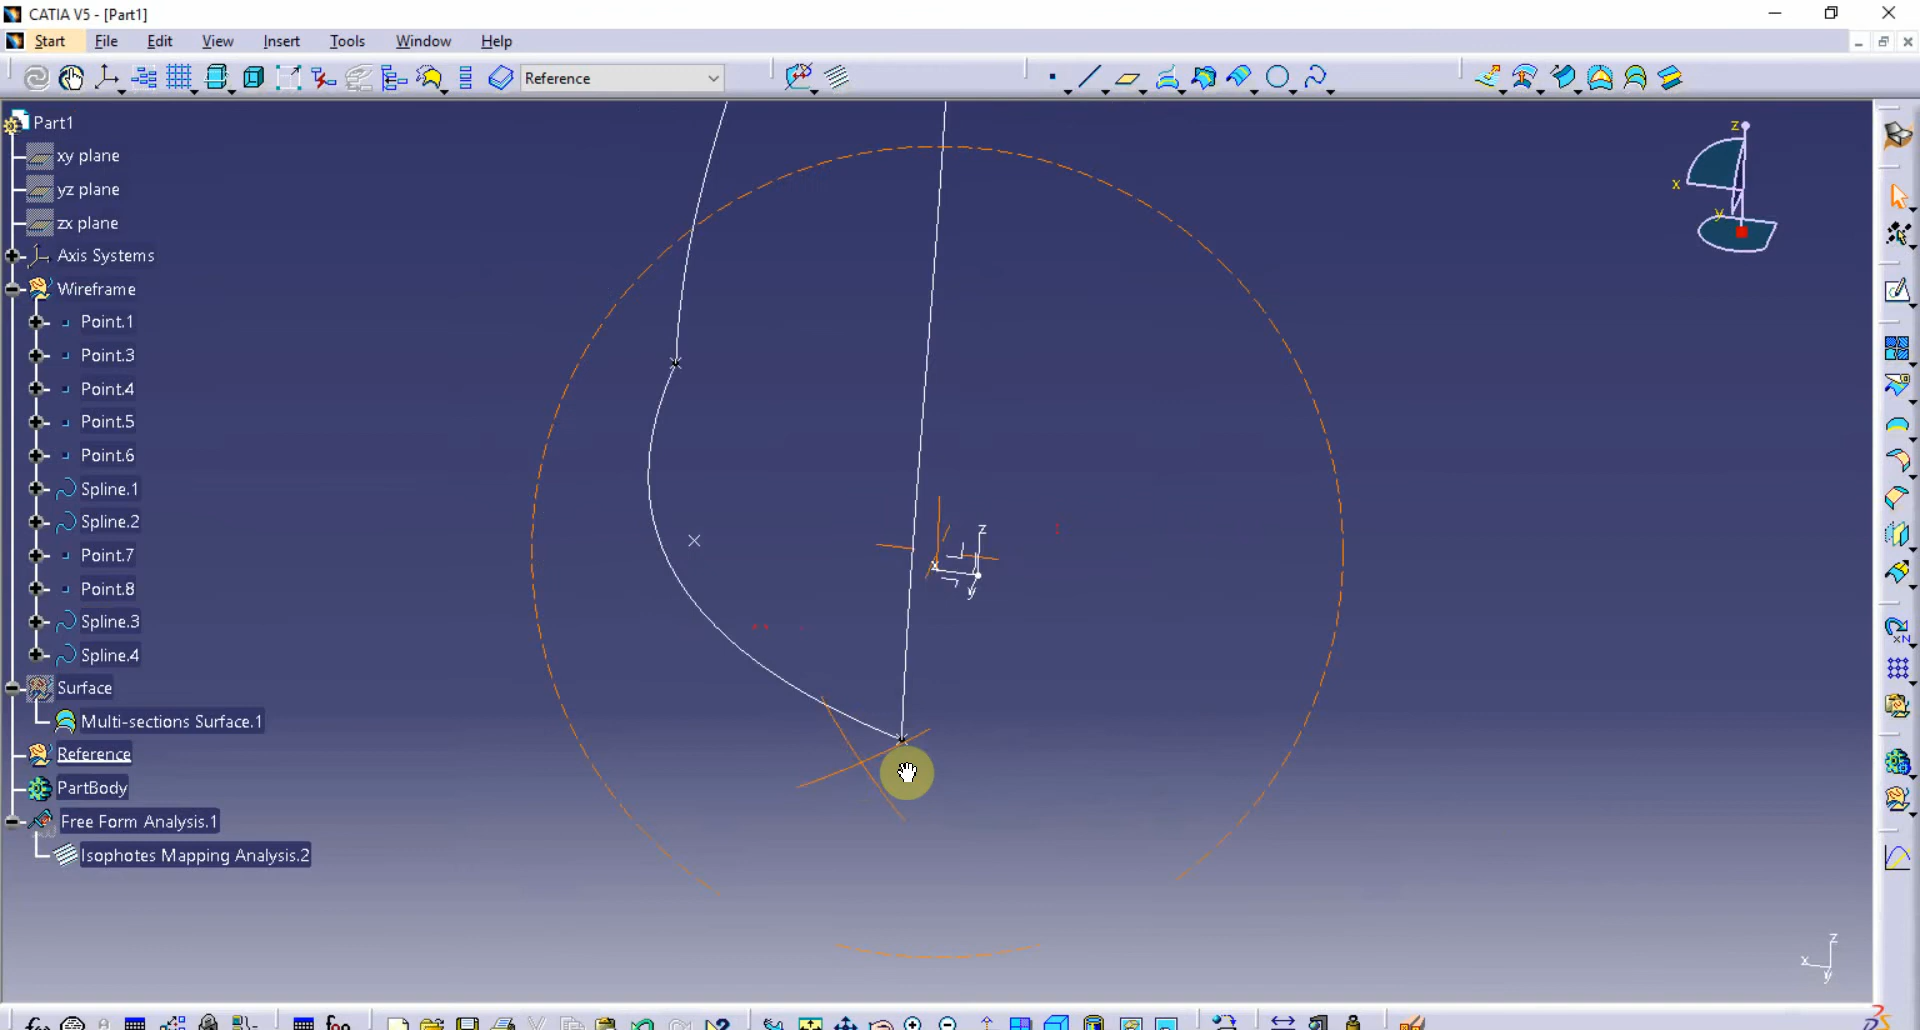 CATIA V5 - [Part1]
Start File Edit View Insert Tools Window Help
Reference
Part1
xy plane
yz plane
zx plane
Axis Systems
Wireframe
Point.1
Point.3
Point.4
Point.5
Point.6
Spline.1
Spline.2
Point.7
Point.8
Spline.3
Spline.4
Surface
Multi-sections Surface.1
Reference
PartBody
Free Form Analysis.1
Isophotes Mapping Analysis.2
z
x
y
z
x
y
z
x
y